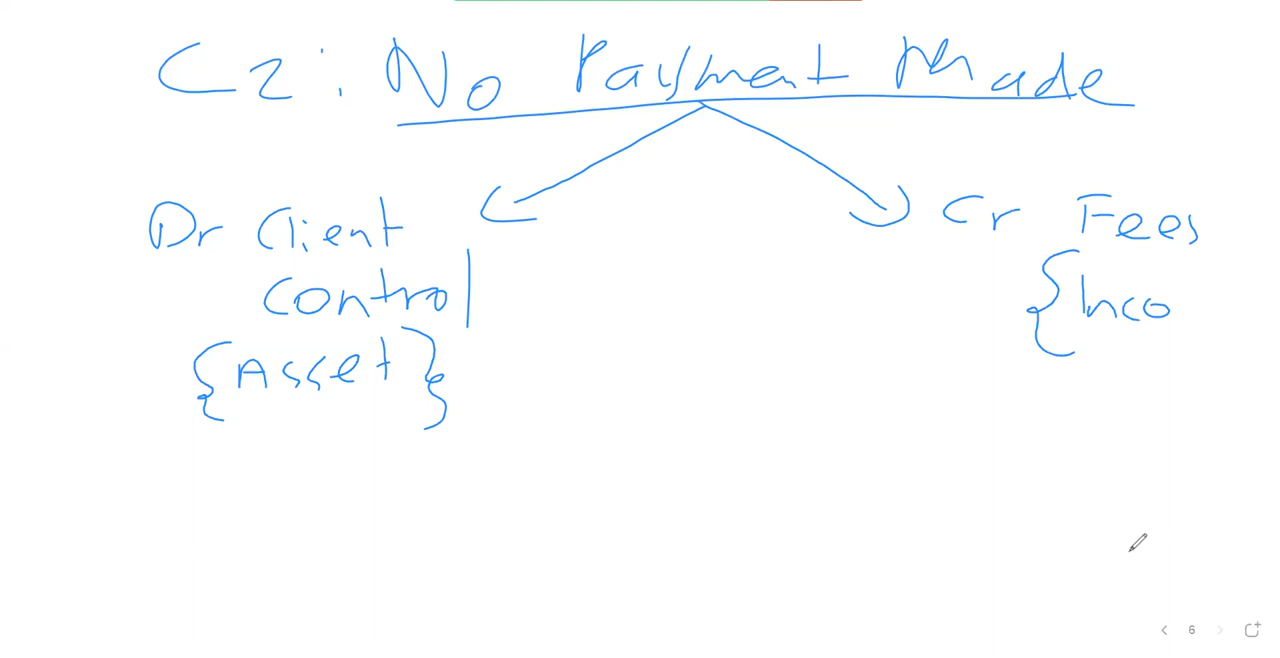 C2: No Payment Made
Dr Client
Control
{Asset}
Cr Fees
{Inco
6